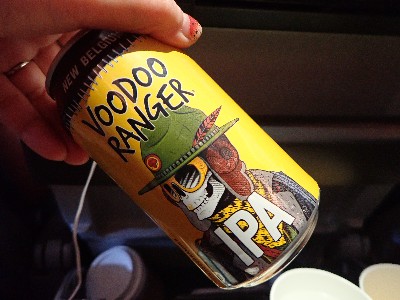 NEW BELGIUM
VOODOO
RANGER
IPA